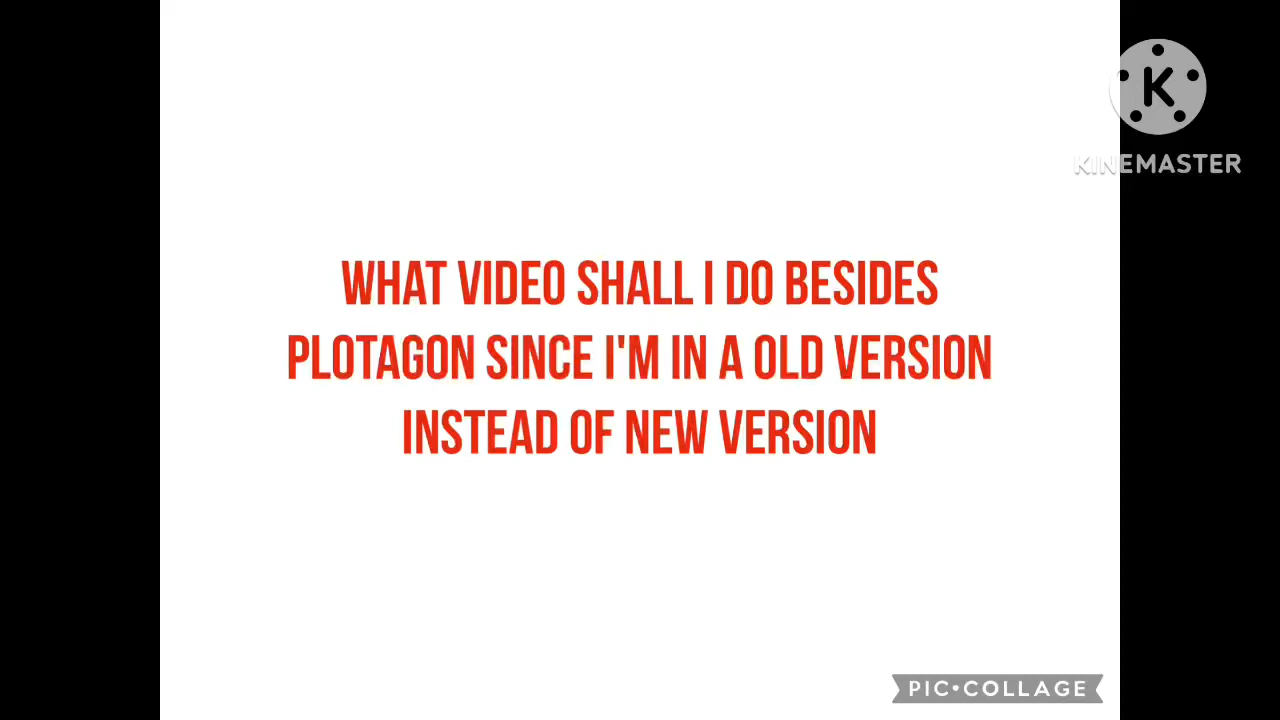 K
KINEMASTER
WHAT VIDEO SHALL I DO BESIDES
PLOTAGON SINCE I'M IN A OLD VERSION
INSTEAD OF NEW VERSION
PIC•COLLAGE